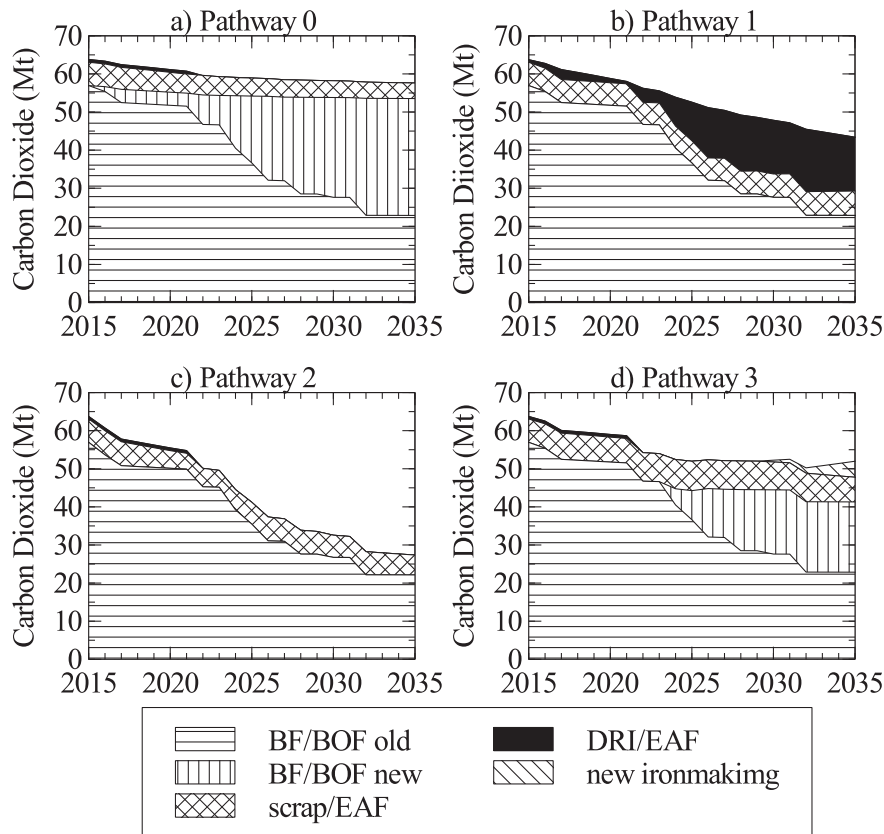 a) Pathway 0
b) Pathway 1
Carbon Dioxide (Mt)
70
60
50
40
30
20
10
0
2015 2020 2025 2030 2035
Carbon Diioxide (Mt)
70
60
50
40
30
20
10
0
2015 2020 2025 2030 2035
c) Pathway 2
d) Pathway 3
Carbon Dioxide (Mt)
70
60
50
40
30
20
10
0
2015 2020 2025 2030 2035
Carbon Dioxide (Mt)
70
60
50
40
30
20
10
0
2015 2020 2025 2030 2035
BF/BOF old
BF/BOF new
scrap/EAF
DRI/EAF
new ironmakimg